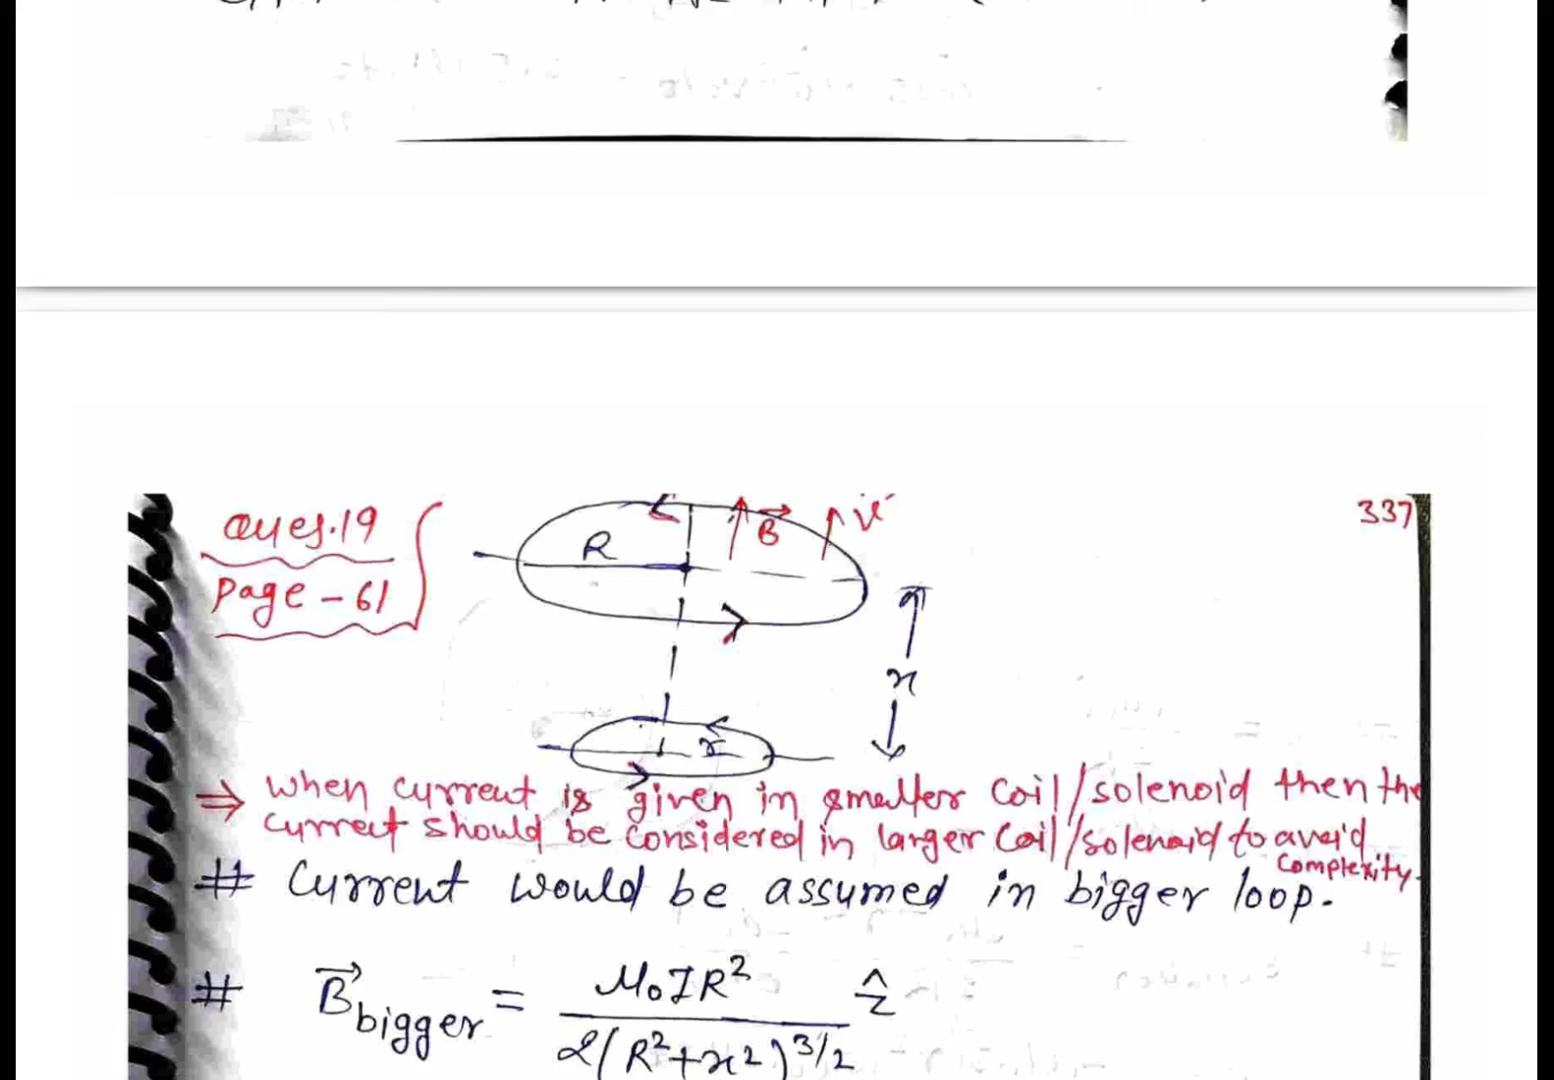 Ques.19
Page - 61
337
R
B⃗
x
r
⇒ when current is given in smaller coil/solenoid then the
current should be considered in larger coil/solenoid to avoid
complexity.
# Current would be assumed in bigger loop.
# B⃗bigger = μ₀IR² / 2(R²+x²)^3/2 ẑ